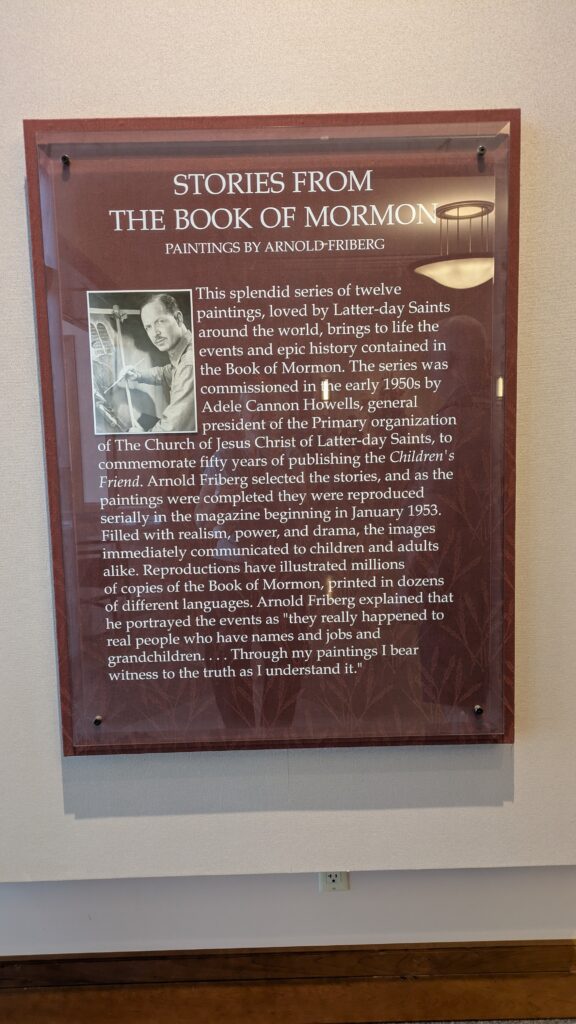 STORIES FROM
THE BOOK OF MORMON
PAINTINGS BY ARNOLD FRIBERG
This splendid series of twelve
paintings, loved by Latter-day Saints
around the world, brings to life the
events and epic history contained in
the Book of Mormon. The series was
commissioned in the early 1950s by
Adele Cannon Howells, general
president of the Primary organization
of The Church of Jesus Christ of Latter-day Saints, to
commemorate fifty years of publishing the Children's
Friend. Arnold Friberg selected the stories, and as the
paintings were completed they were reproduced
serially in the magazine beginning in January 1953.
Filled with realism, power, and drama, the images
immediately communicated to children and adults
alike. Reproductions have illustrated millions
of copies of the Book of Mormon, printed in dozens
of different languages. Arnold Friberg explained that
he portrayed the events as "they really happened to
real people who have names and jobs and
grandchildren. . . . Through my paintings I bear
witness to the truth as I understand it."